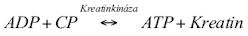 Kreatinkináza
ADP + CP ⇔ ATP + Kreatin